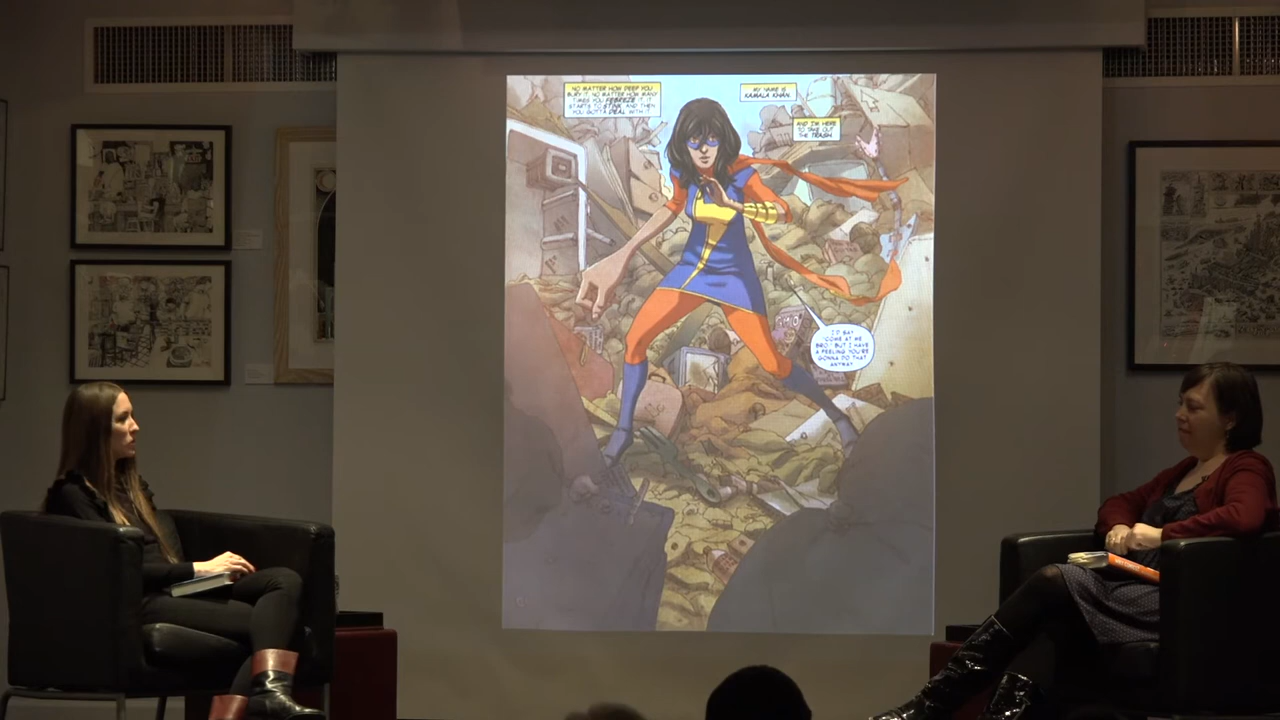 NO MATTER HOW DEEP YOU
BURY IT. NO MATTER HOW MANY
TIMES YOU FEBREZE IT. IT
STARTS TO STINK. AND THEN
YOU GOTTA DEAL WITH IT.
MY NAME IS
KAMALA KHAN.
AND I'M HERE
TO TAKE OUT
THE TRASH.
I'D SAY
"COME AT ME
BRO," BUT I HAVE
A FEELING YOU'RE
GONNA DO THAT
ANYWAY.